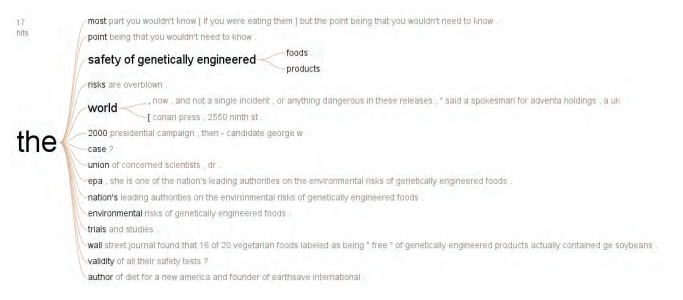 17
hits
most part you wouldn't know [ if you were eating them ] but the point being that you wouldn't need to know .
point being that you wouldn't need to know .
safety of genetically engineered
foods .
products .
risks are overblown .
world
, now , and not a single incident , or anything dangerous in these releases , " said a spokesman for adventa holdings , a uk
[ conari press , 2550 ninth st .
the
2000 presidential campaign , then - candidate george w .
case ?
union of concerned scientists , dr .
epa , she is one of the nation's leading authorities on the environmental risks of genetically engineered foods .
nation's leading authorities on the environmental risks of genetically engineered foods .
environmental risks of genetically engineered foods .
trials and studies .
wall street journal found that 16 of 20 vegetarian foods labeled as being " free " of genetically engineered products actually contained ge soybeans .
validity of all their safety tests ?
author of diet for a new america and founder of earthsave international .